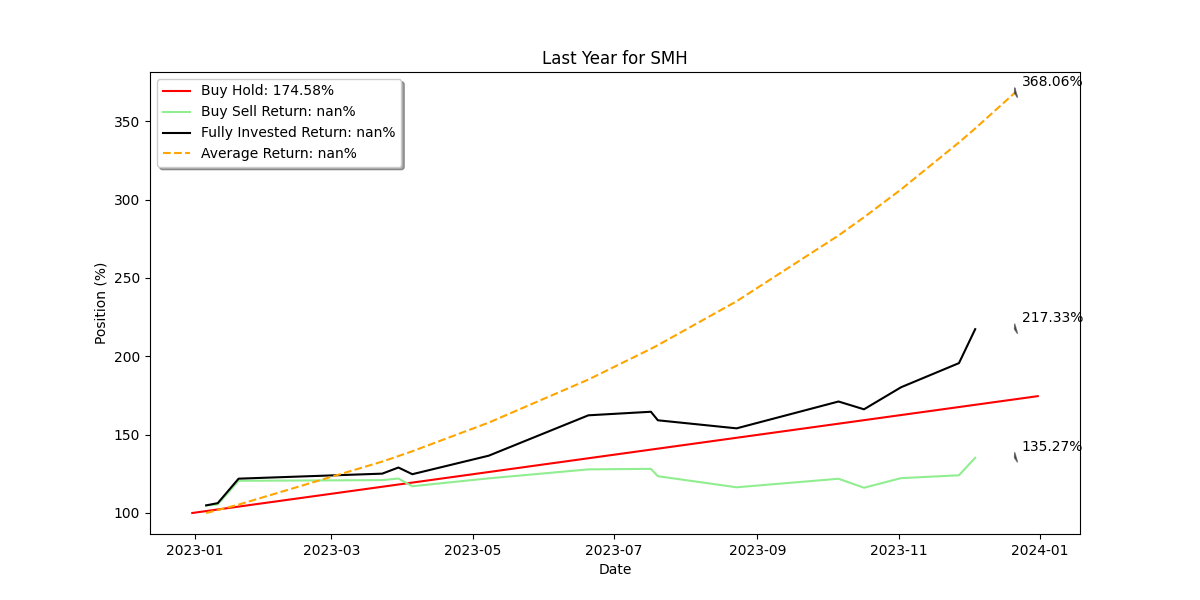 Last Year for SMH
Buy Hold: 174.58%
Buy Sell Return: nan%
Fully Invested Return: nan%
Average Return: nan%
368.06%
217.33%
135.27%
350
300
250
200
150
100
Position (%)
2023-01 2023-03 2023-05 2023-07 2023-09 2023-11 2024-01
Date